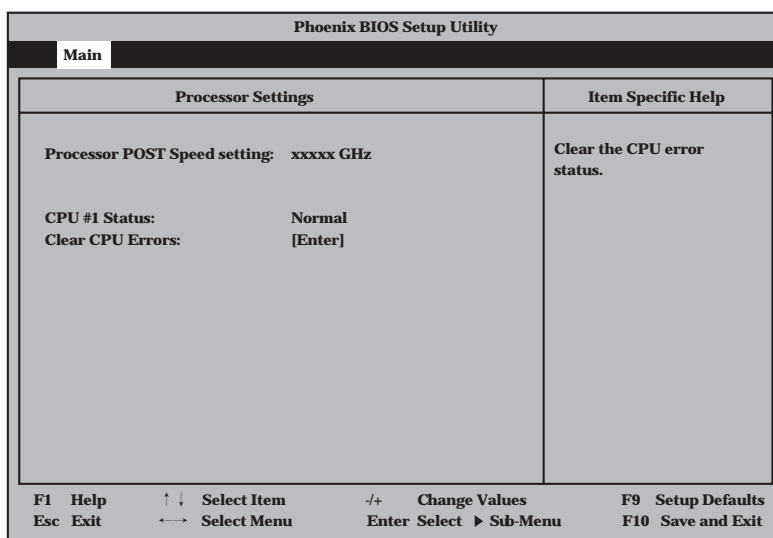 Phoenix BIOS Setup Utility
Main
Processor Settings
Item Specific Help
Processor POST Speed setting: xxxxx GHz
CPU #1 Status: Normal
Clear CPU Errors: [Enter]
Clear the CPU error
status.
F1 Help ↑↓ Select Item -/+ Change Values F9 Setup Defaults
Esc Exit ←→ Select Menu Enter Select ▶ Sub-Menu F10 Save and Exit